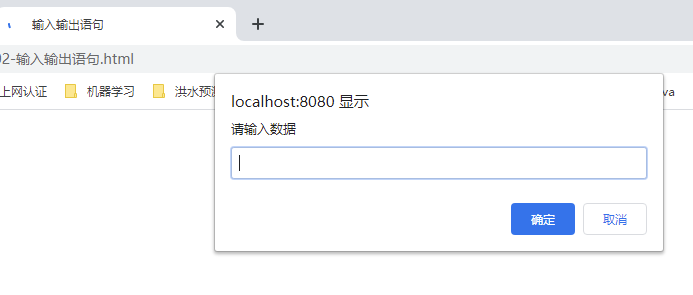 输入输出语句
02-输入输出语句.html
上网认证 机器学习 洪水预测
localhost:8080 显示
请输入数据
确定 取消